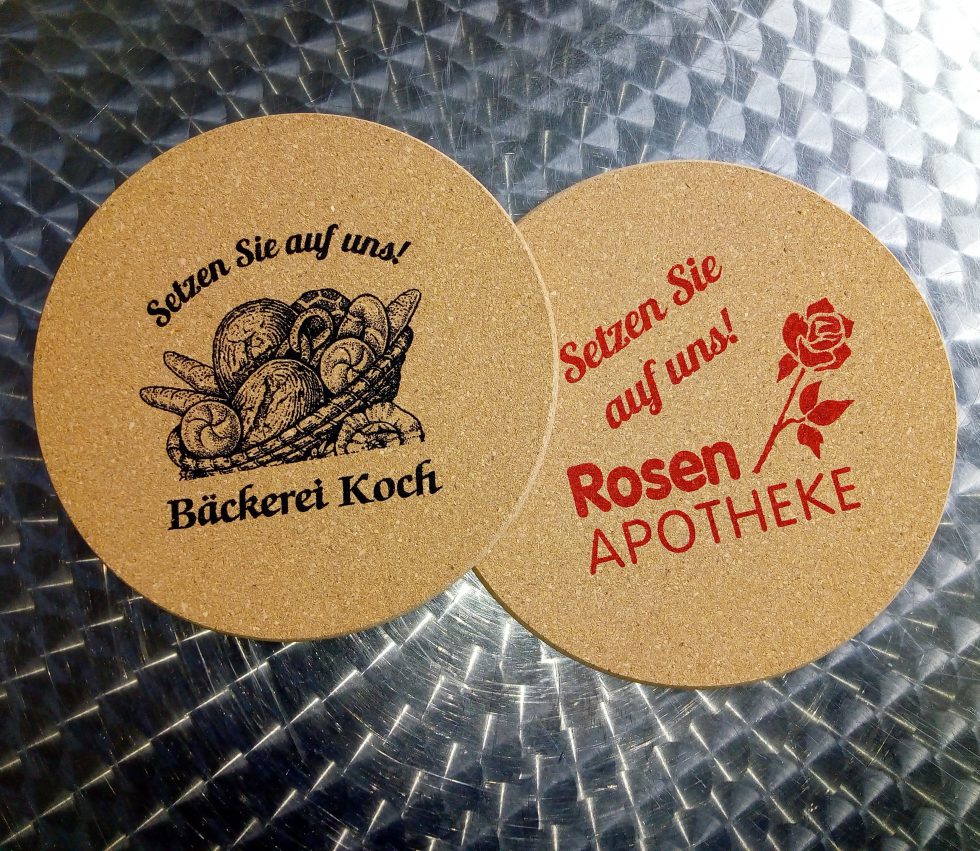 Setzen Sie auf uns!
Bäckerei Koch
Setzen Sie
auf uns!
Rosen
APOTHEKE